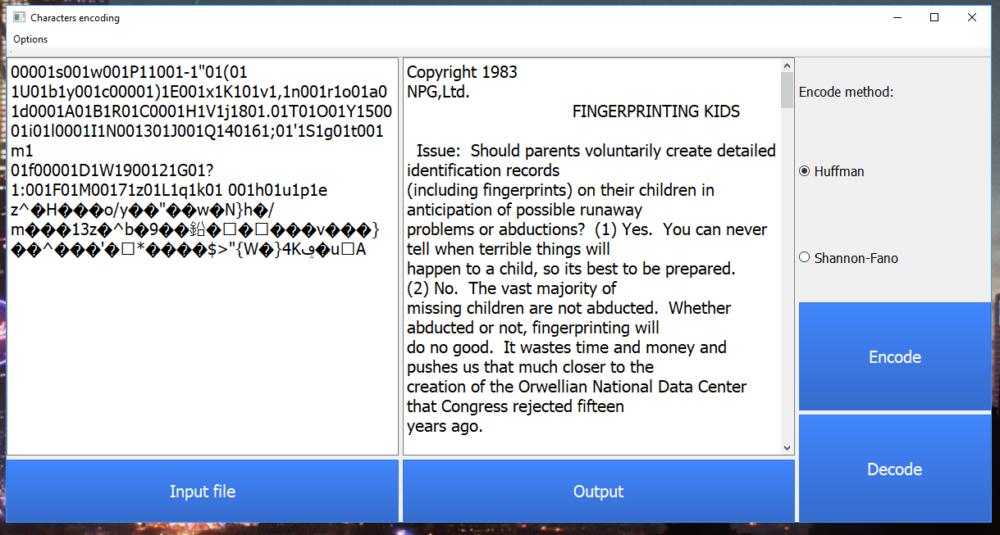 Characters encoding
Options
00001s001w001P11001-1"01(01
1U01b1y001c00001)1E001x1K101v1,1n001r1o01a0
1d0001A01B1R01C0001H1V1j1801.01T01O01Y1500
01i01l0001I1N001301J001Q140161;01'1S1g01t001
m1
01f00001D1W1900121G01?
1:001F01M00171z01L1q1k01 001h01u1p1e
z^�H���o/y��"��w�N}h�/
m���13z�^b�9��鉛�□�□���v���}
��^���'�□*����$>"{W�}4K�u□A
Copyright 1983
NPG,Ltd.
FINGERPRINTING KIDS
Issue:  Should parents voluntarily create detailed
identification records
(including fingerprints) on their children in
anticipation of possible runaway
problems or abductions?  (1) Yes.  You can never
tell when terrible things will
happen to a child, so its best to be prepared.
(2) No.  The vast majority of
missing children are not abducted.  Whether
abducted or not, fingerprinting will
do no good.  It wastes time and money and
pushes us that much closer to the
creation of the Orwellian National Data Center
that Congress rejected fifteen
years ago.
Encode method:
Huffman
Shannon-Fano
Encode
Decode
Input file
Output